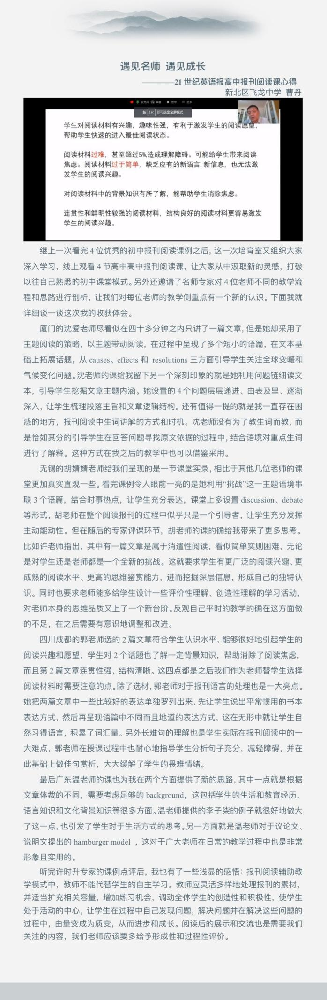 遇见名师 遇见成长
————21 世纪英语报高中报刊阅读课心得
新北区飞龙中学 曹丹
麦克风 禁言 暂停 更多
按 Esc 即可退出全屏模式
学生对阅读材料有兴趣，趣味性强，有利于激发学生的阅读愿望，
帮助学生快速的进入最佳阅读状态。
阅读材料过难，甚至超过5%,造成理解障碍。可能给学生带来阅读
焦虑。阅读材料过于简单，缺乏应有的新语言,新信息，也无法激
发学生的阅读兴趣。
对阅读材料中的背景知识有所了解，能帮助学生消除焦虑。
连贯性和鲜明性较强的阅读材料，结构良好的阅读材料更容易激发
学生的阅读兴趣。
继上一次看完 4 位优秀的初中报刊阅读课例之后，这一次培育室又组织大家
深入学习，线上观看 4 节高中高中报刊阅读课，让大家从中汲取新的灵感，打破
以往自己熟悉的初中课堂模式。另外还邀请了名师专家对 4 位老师不同的教学流
程和思路进行剖析，让我们对每位老师的教学侧重点有一个新的认识。下面我就
详细谈一谈这次我的收获体会。
厦门的沈爱老师尽看似在四十多分钟之内只讲了一篇文章，但是她却采用了
主题阅读的策略，以主题带动阅读，在过程中呈现了多个短小的语篇，在文本基
础上拓展话题，从 causes、effects 和 resolutions 三方面引导学生关注全球变暖和
气候变化问题。沈老师的课给我留下另一个深刻印象的就是她利用问题链细读文
本，引导学生挖掘文章主题内涵。她设置的 4 个问题层层递进、由表及里、逐渐
深入，让学生梳理段落主旨和文章逻辑结构。还有值得一提的就是我一直存在困
惑的地方，报刊阅读中生词讲解的方式和时机。沈老师没有为了教生词而教，而
是恰如其分的引导学生在回答问题寻找原文依据的过程中，结合语境对重点生词
进行了解释。这种方式在我之后的教学中也可以借鉴采用。
无锡的胡婧婧老师给我们呈现的是一节课堂实录，相比于其他几位老师的课
堂更加真实直观一些。看完课例令人眼前一亮的是她利用“挑战”这一主题语境串
联 3 个语篇，结合时事热点，让学生充分表达，课堂上多设置 discussion、debate
等形式，胡老师在整个阅读报刊的过程中似乎只是一个引导者，让学生充分发挥
主动能动性。但在随后的专家评课环节，胡老师的课的确给我带来了更多思考。
比如许老师指出，其中有一篇文章是属于消遣性阅读，看似简单实则困难，无论
是对学生还是老师都是一个全新的挑战。这就要求学生有更广泛的阅读兴趣、更
成熟的阅读水平、更高的思维鉴赏能力，进而挖掘深层信息，形成自己的独特认
识。同时也要求老师能多给学生设计一些评价性理解、创造性理解的学习活动，
对老师本身的思维品质又上了一个新台阶。反观自己平时的教学的确在这方面做
的不足，在之后需要有意识地调整和改进。
四川成都的郭老师选的 2 篇文章符合学生认识水平，能够很好地引起学生的
阅读兴趣和愿望，学生对 2 个话题也了解一定背景知识，帮助消除了阅读焦虑，
而且第 2 篇文章连贯性强，结构清晰。这四点都是之后我们作为老师替学生选择
阅读材料时需要注意的点。除了选材，郭老师对于报刊语言的处理也是一大亮点。
她把两篇文章中一些比较好的表达单独罗列出来，先让学生说出平常惯用的书本
表达方式，然后再呈现语篇中不同而且地道的表达方式，这在无形中就让学生自
然习得语言，积累了词汇量。另外长难句的理解也是学生实际在报刊阅读中的一
大难点，郭老师在授课过程中也耐心地指导学生分析句子充分，减轻障碍，并在
此基础上做佳句赏析，大大缓解了学生的畏难情绪。
最后广东温老师的课也为我在两个方面提供了新的思路，其中一点就是根据
文章体裁的不同，需要考虑足够的 background，这包括学生的生活和教育经历、
语言知识和文化背景知识等很多方面。温老师提供的李子柒的例子就很好地做大
了这一点，也引发了学生对于生活方式的思考。另一方面就是温老师对于议论文、
说明文提出的 hamburger model ，这对于广大老师在日常的教学过程中也是非常
形象且实用的。
听完许时升专家的课例点评后，我也有了一些浅显的感悟：报刊阅读辅助教
学模式中，教师不能代替学生的自主学习。教师应灵活多样地处理报刊的素材，
并适当扩充相关容量，增加练习机会，调动全体学生的创造性和积极性，使学生
处于活动的中心，让学生在过程中自己发现问题，解决问题并在解决这些问题的
过程中，由量变成为质变，从而进步和成长。阅读后的展示和交流也是需要我们
关注的内容，我们老师应该要多给予形成性和过程性评价。